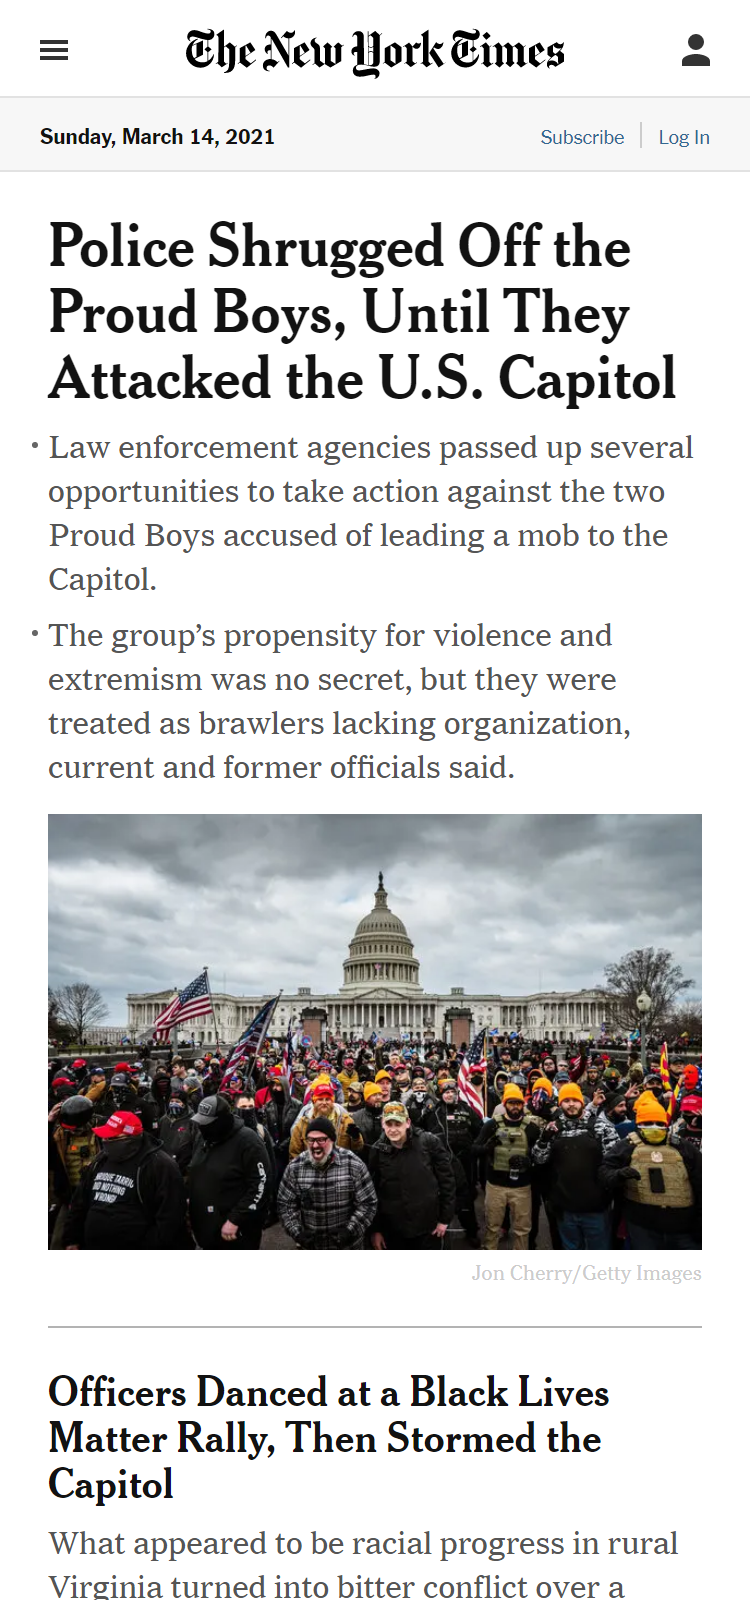 The New York Times
Sunday, March 14, 2021
Subscribe
Log In
Police Shrugged Off the
Proud Boys, Until They
Attacked the U.S. Capitol
• Law enforcement agencies passed up several
opportunities to take action against the two
Proud Boys accused of leading a mob to the
Capitol.
• The group’s propensity for violence and
extremism was no secret, but they were
treated as brawlers lacking organization,
current and former officials said.
NOTHING
WRONG!
Jon Cherry/Getty Images
Officers Danced at a Black Lives
Matter Rally, Then Stormed the
Capitol
What appeared to be racial progress in rural
Virginia turned into bitter conflict over a